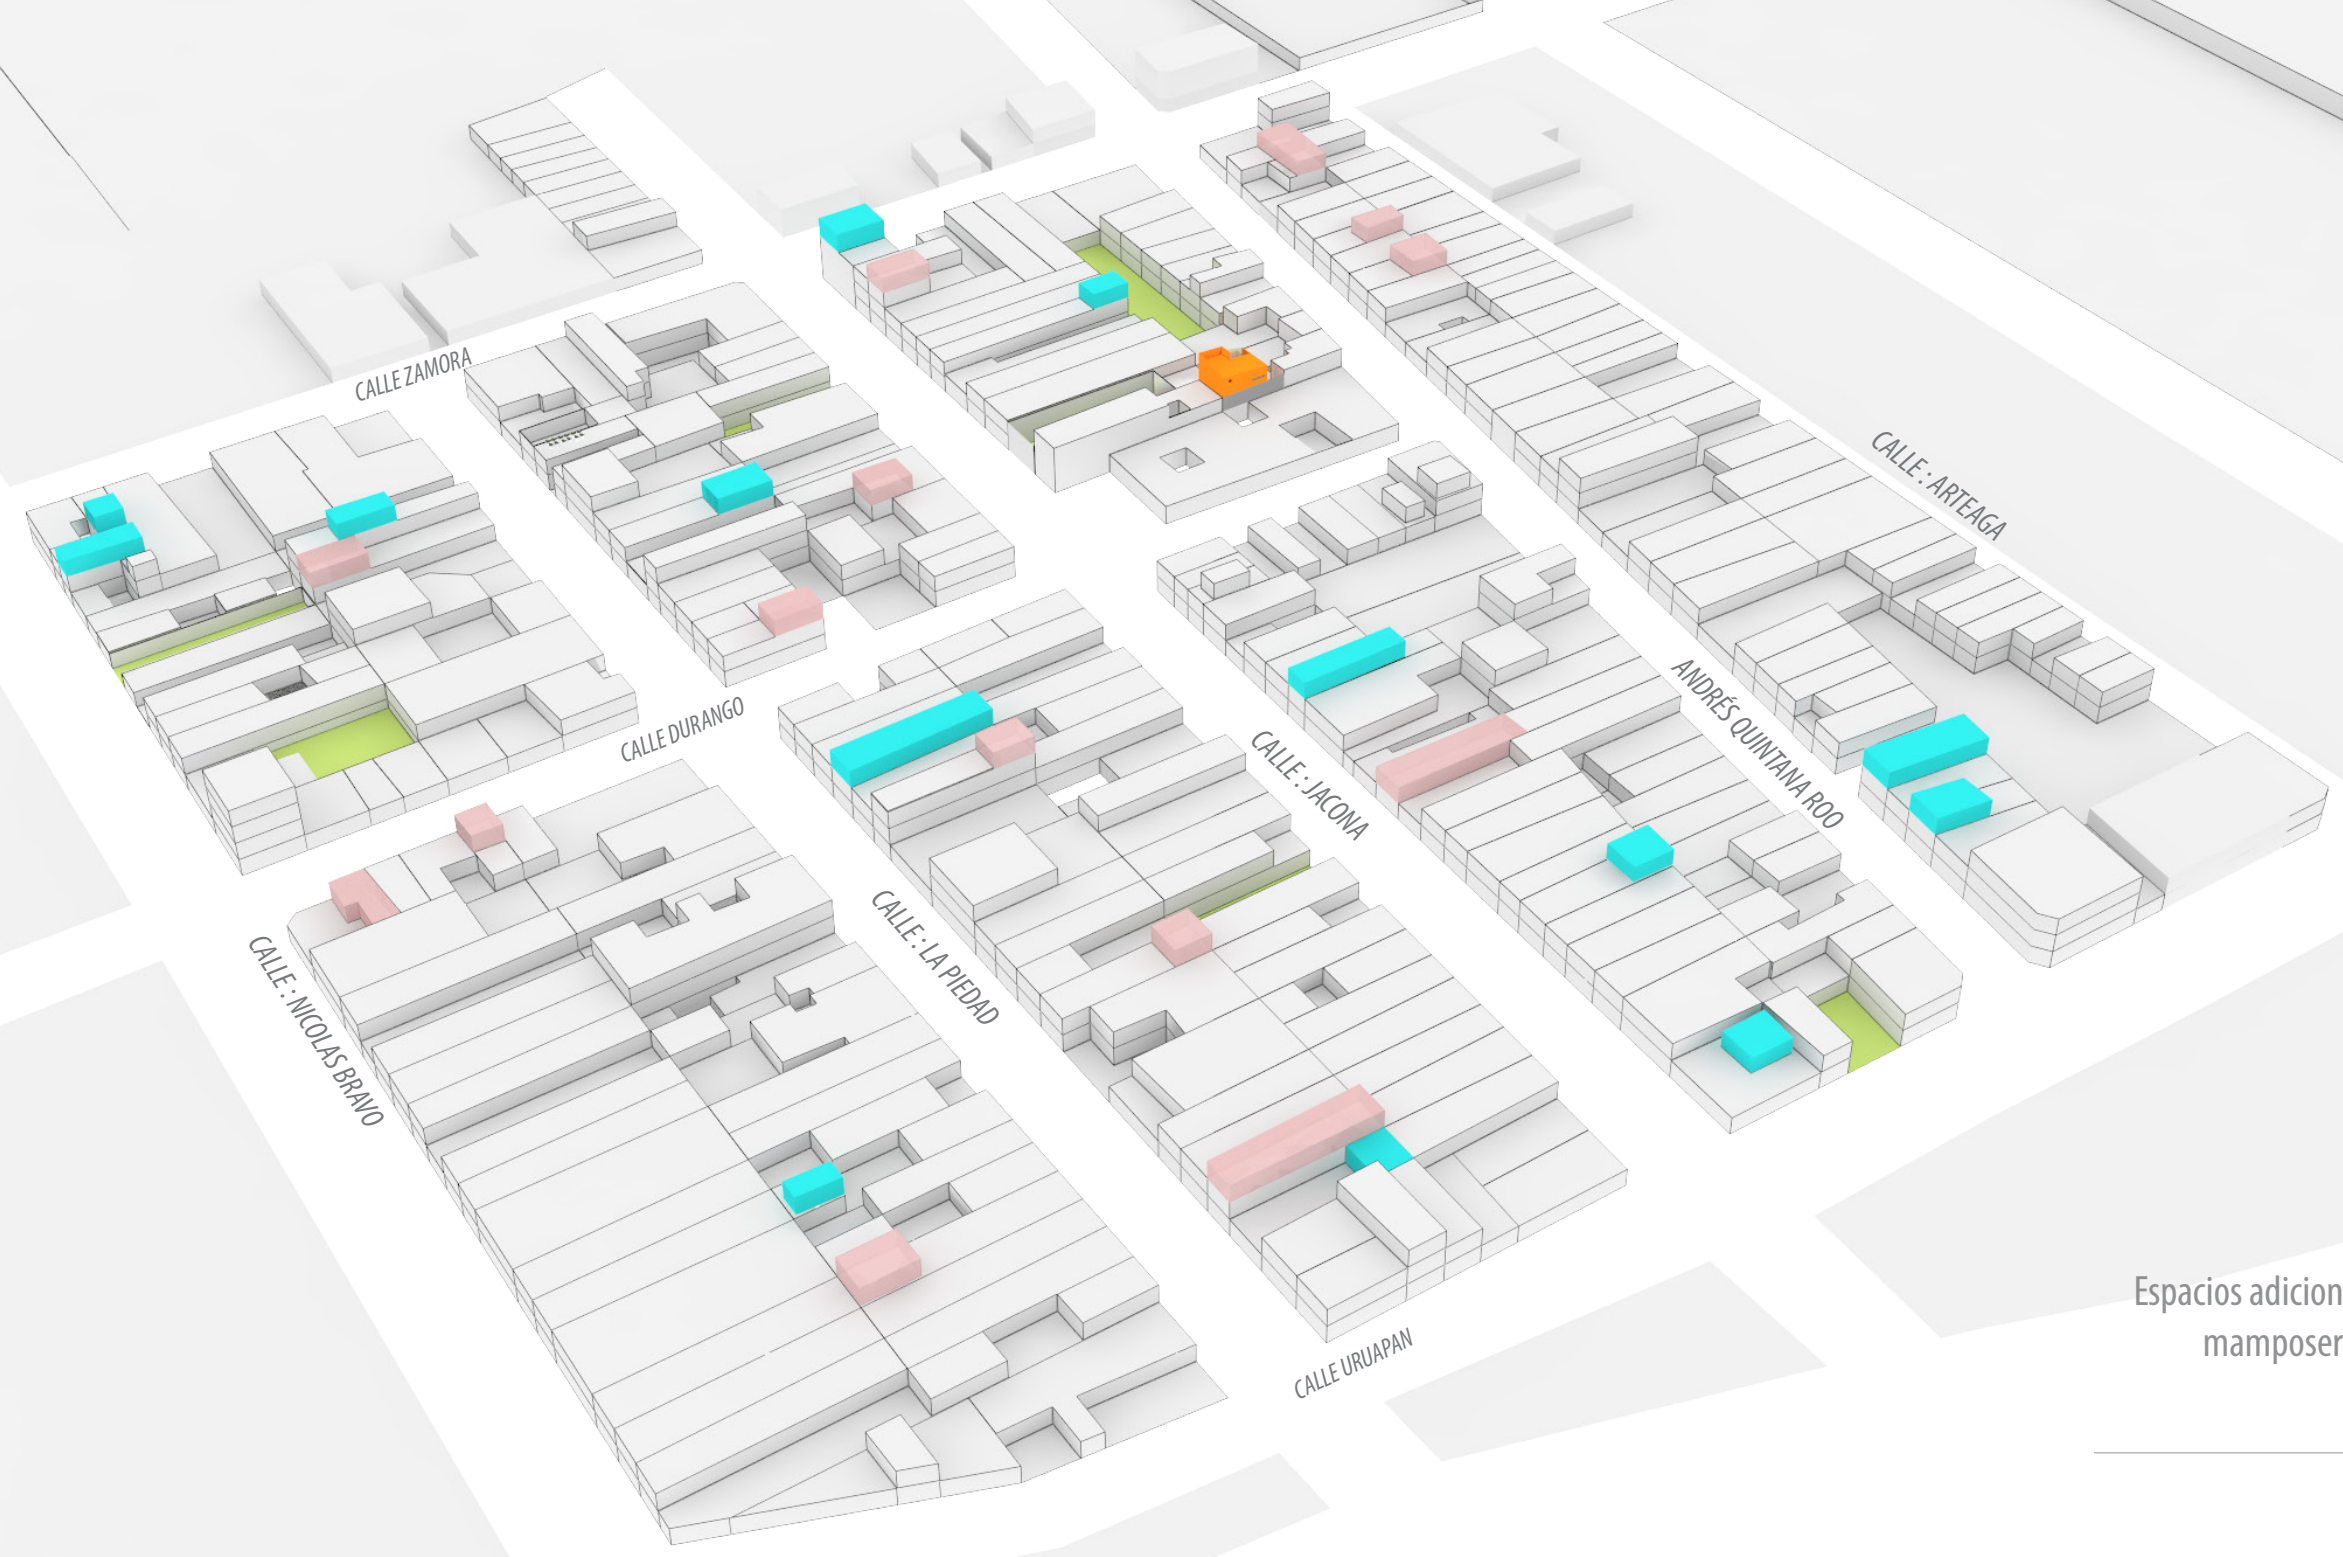 CALLE ZAMORA
CALLE : ARTEAGA
CALLE DURANGO
ANDRÉS QUINTANA ROO
CALLE : JACONA
CALLE : LA PIEDAD
CALLE : NICOLAS BRAVO
Espacios adicion
mamposer
CALLE URUAPAN